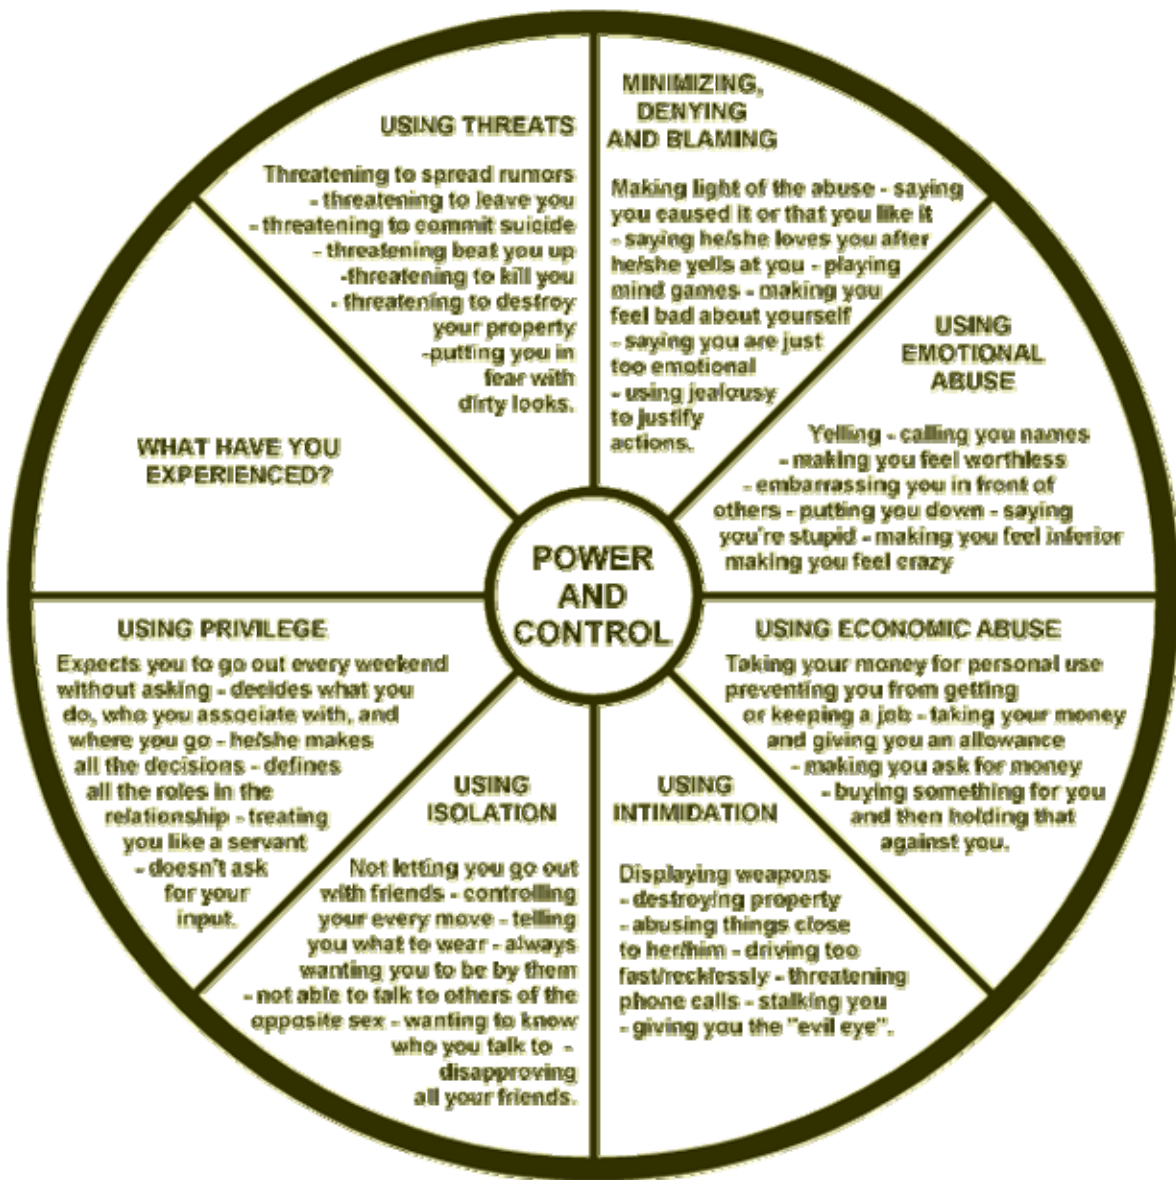 USING THREATS
Threatening to spread rumors
- threatening to leave you
- threatening to commit suicide
- threatening beat you up
-threatening to kill you
- threatening to destroy
your property
-putting you in
fear with
dirty looks.
MINIMIZING,
DENYING
AND BLAMING
Making light of the abuse - saying
you caused it or that you like it
- saying he/she loves you after
he/she yells at you - playing
mind games - making you
feel bad about yourself
- saying you are just
too emotional
- using jealousy
to justify
actions.
USING
EMOTIONAL
ABUSE
Yelling - calling you names
- making you feel worthless
- embarrassing you in front of
others - putting you down - saying
you're stupid - making you feel inferior
making you feel crazy
WHAT HAVE YOU
EXPERIENCED?
POWER
AND
CONTROL
USING PRIVILEGE
Expects you to go out every weekend
without asking - decides what you
do, who you associate with, and
where you go - he/she makes
all the decisions - defines
all the roles in the
relationship - treating
you like a servant
- doesn't ask
for your
input.
USING ECONOMIC ABUSE
Taking your money for personal use
preventing you from getting
or keeping a job - taking your money
and giving you an allowance
- making you ask for money
- buying something for you
and then holding that
against you.
USING
ISOLATION
Not letting you go out
with friends - controlling
your every move - telling
you what to wear - always
wanting you to be by them
- not able to talk to others of the
opposite sex - wanting to know
who you talk to -
disapproving
all your friends.
USING
INTIMIDATION
Displaying weapons
- destroying property
- abusing things close
to her/him - driving too
fast/recklessly - threatening
phone calls - stalking you
- giving you the "evil eye".